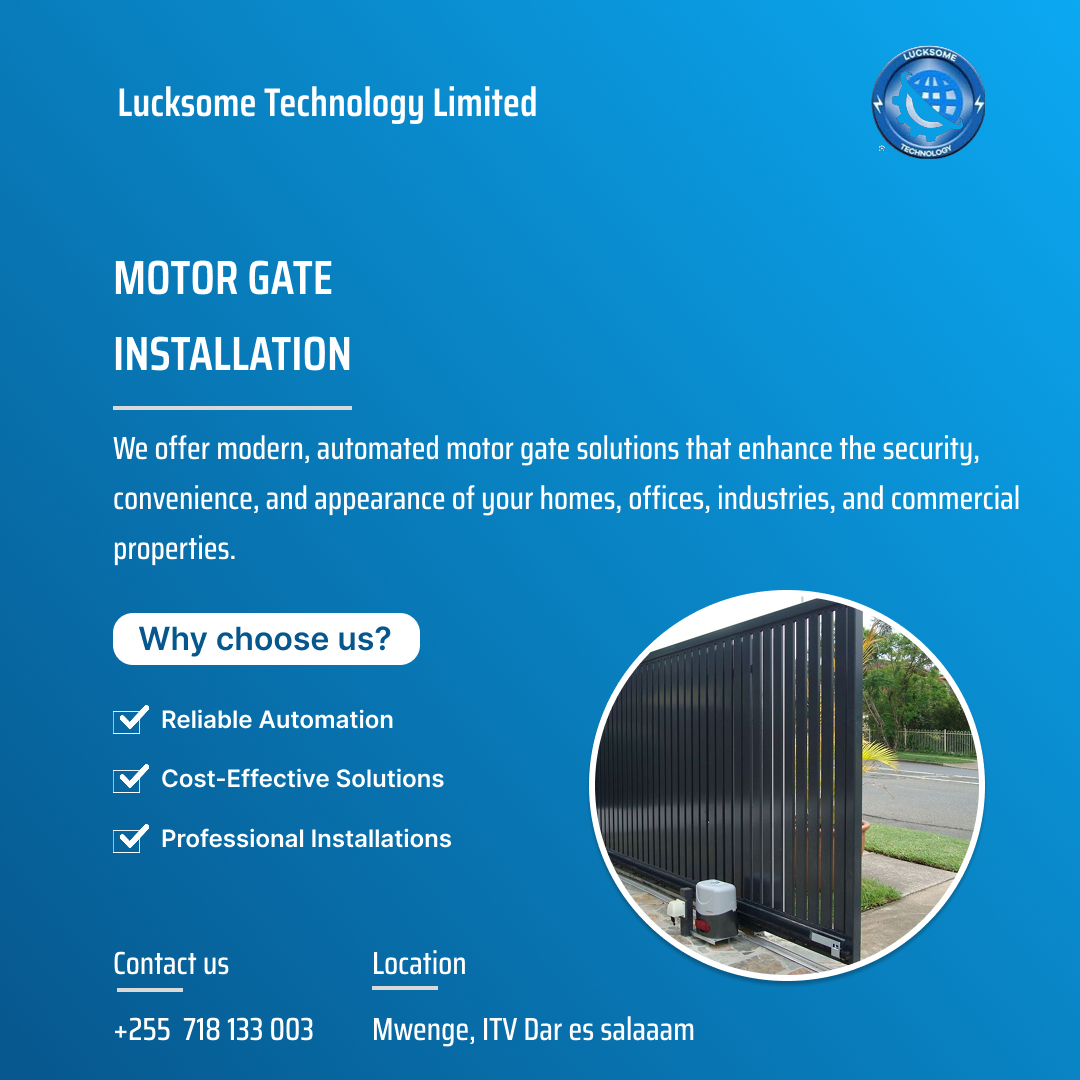 Lucksome Technology Limited
LUCKSOME
TECHNOLOGY
MOTOR GATE
INSTALLATION
We offer modern, automated motor gate solutions that enhance the security,
convenience, and appearance of your homes, offices, industries, and commercial
properties.
Why choose us?
Reliable Automation
Cost-Effective Solutions
Professional Installations
Contact us
+255 718 133 003
Location
Mwenge, ITV Dar es salaaam